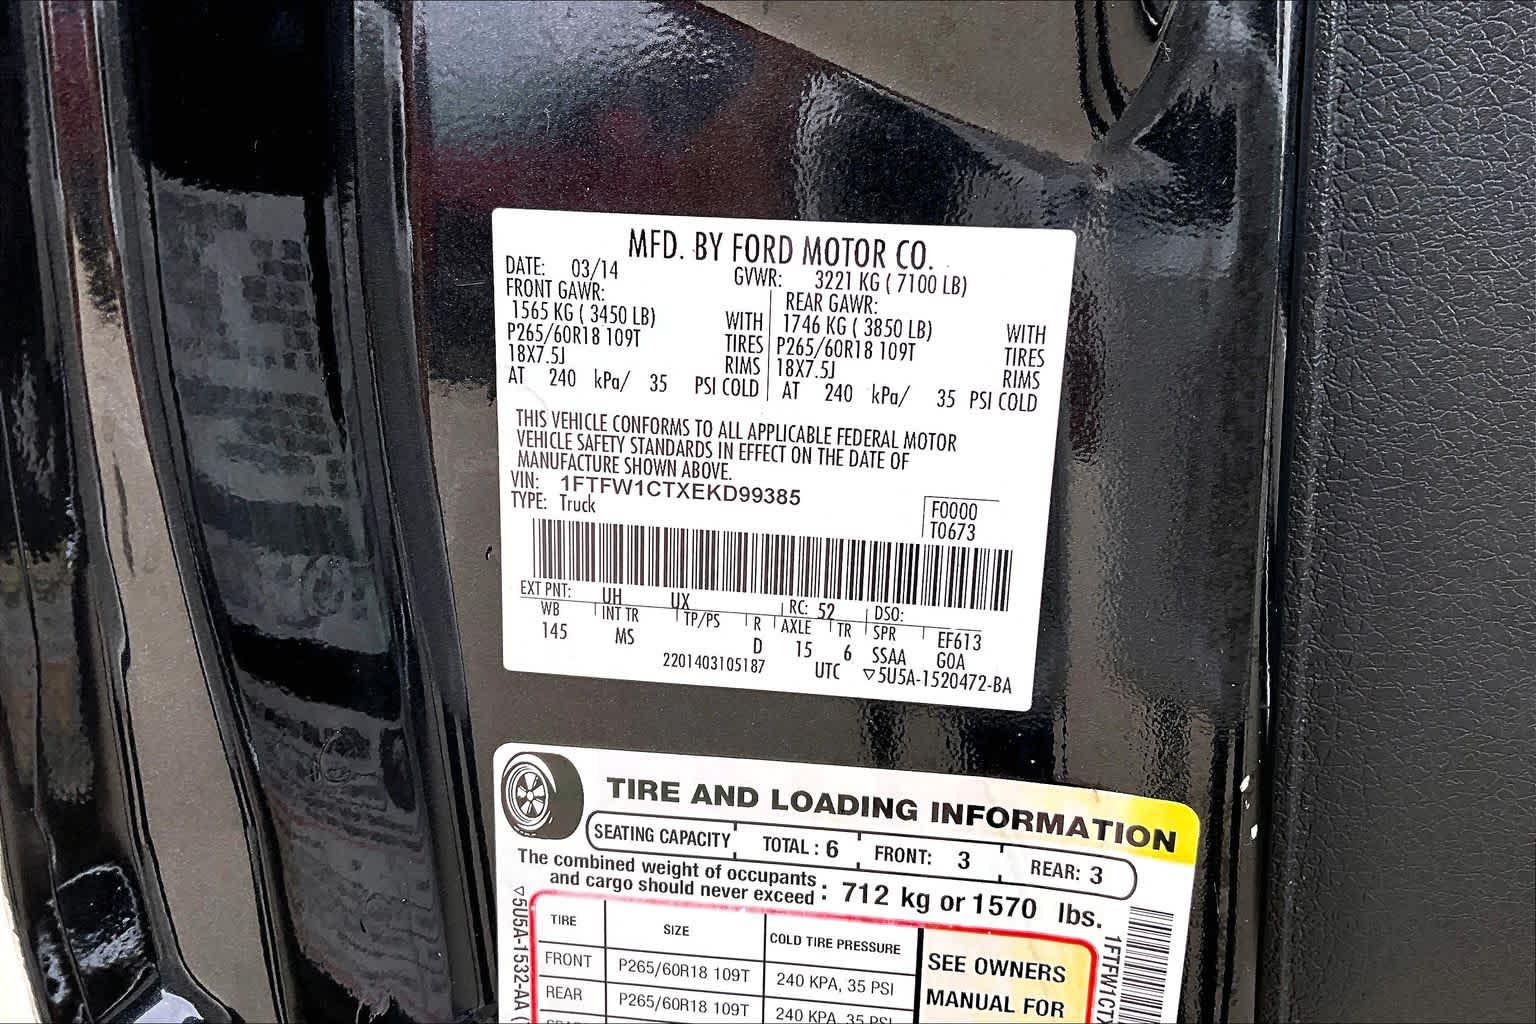 MFD. BY FORD MOTOR CO.
DATE: 03/14 GVWR: 3221 KG ( 7100 LB)
FRONT GAWR: REAR GAWR:
1565 KG ( 3450 LB) WITH 1746 KG ( 3850 LB) WITH
P265/60R18 109T TIRES P265/60R18 109T TIRES
18X7.5J RIMS 18X7.5J RIMS
AT 240 kPa/ 35 PSI COLD AT 240 kPa/ 35 PSI COLD
THIS VEHICLE CONFORMS TO ALL APPLICABLE FEDERAL MOTOR
VEHICLE SAFETY STANDARDS IN EFFECT ON THE DATE OF
MANUFACTURE SHOWN ABOVE.
VIN: 1FTFW1CTXEKD99385
TYPE: Truck
F0000
T0673
EXT PNT: UH UX RC: 52 DSO:
WB INT TR TP/PS R AXLE TR SPR EF613
145 MS D 15 6 SSAA GOA
2201403105187 UTC ▽5U5A-1520472-BA
TIRE AND LOADING INFORMATION
SEATING CAPACITY TOTAL : 6 FRONT: 3 REAR: 3
The combined weight of occupants
and cargo should never exceed : 712 kg or 1570 lbs.
TIRE SIZE COLD TIRE PRESSURE
FRONT P265/60R18 109T 240 KPA, 35 PSI
REAR P265/60R18 109T 240 KPA, 35 PSI
SEE OWNERS
MANUAL FOR
▽5U5A-1532-AA
1FTFW1CTX